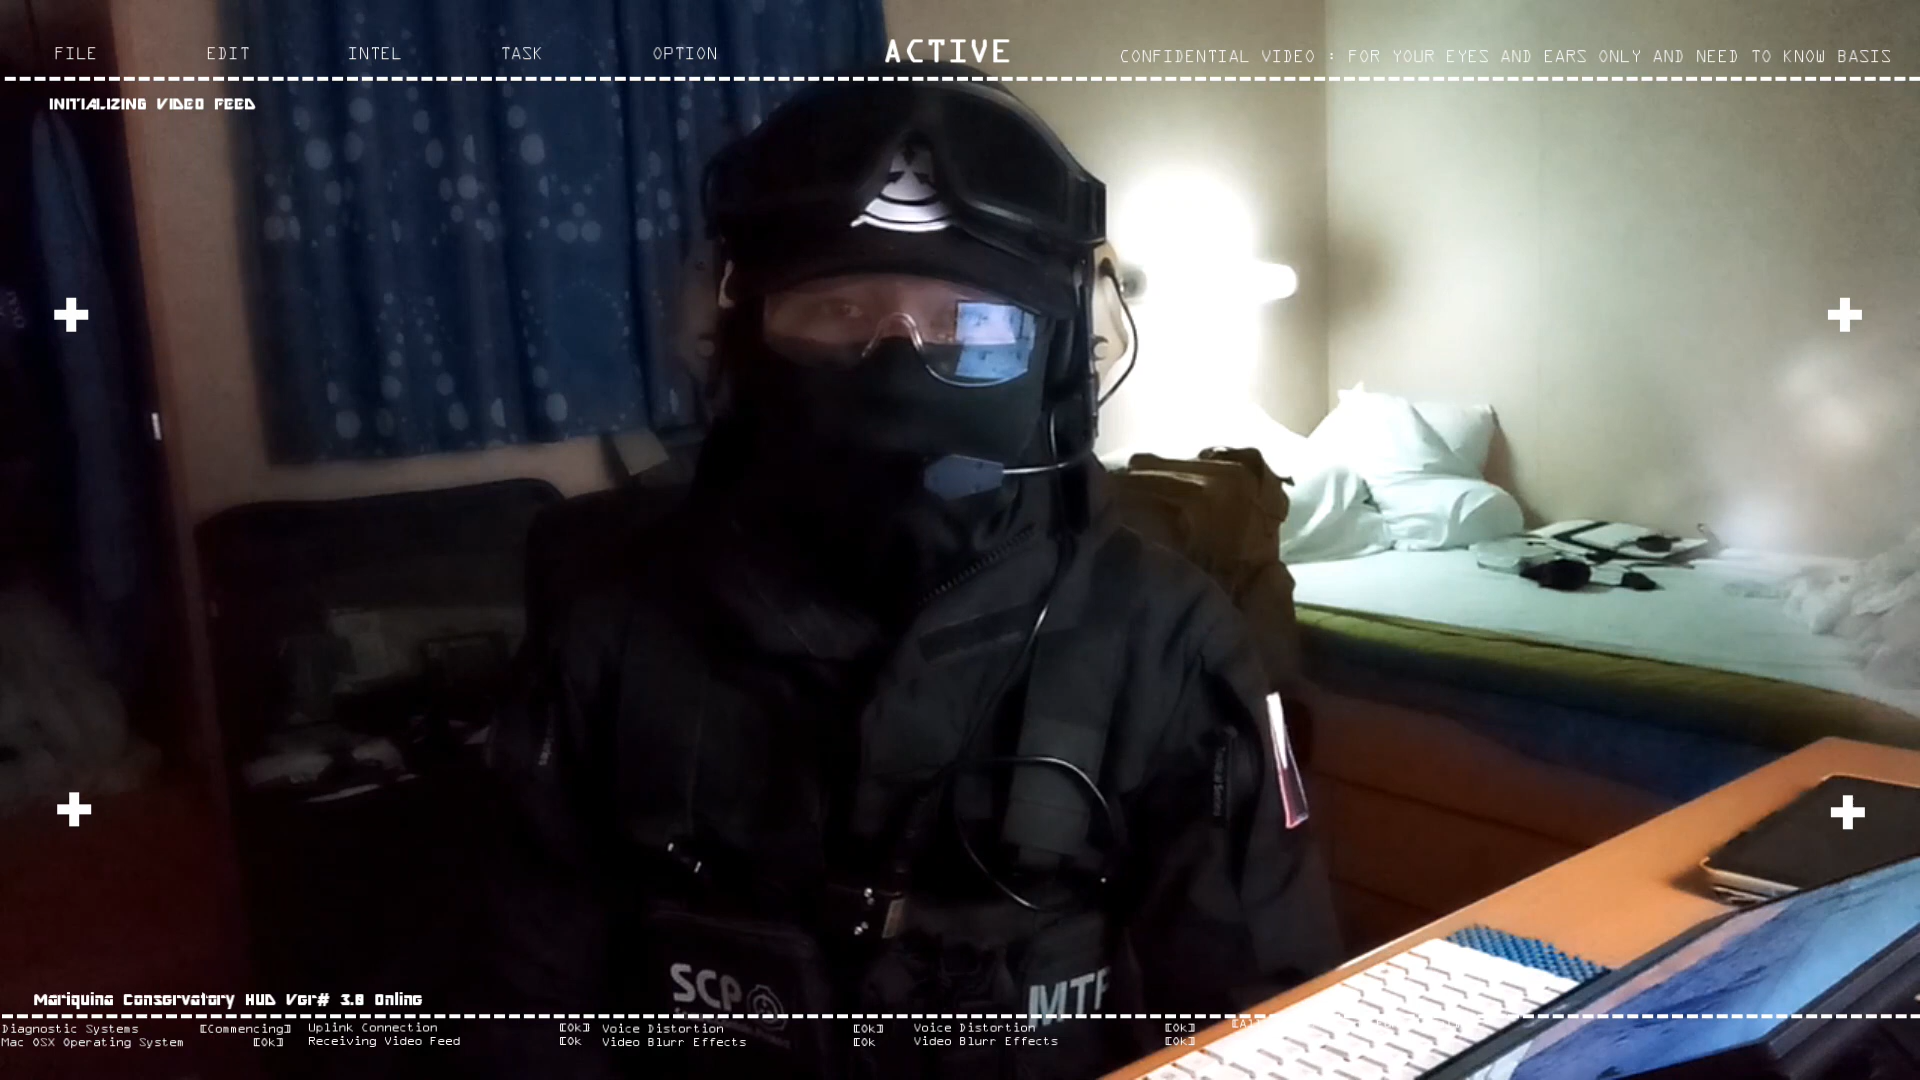 FILE EDIT INTEL TASK OPTION ACTIVE CONFIDENTIAL VIDEO : FOR YOUR EYES AND EARS ONLY AND NEED TO KNOW BASIS
INITIALIZING VIDEO FEED
SCP
MTF
Mariquina Conservatory HUD Ver# 3.0 Online
Diagnostic Systems [Commencing] Uplink Connection [Ok] Voice Distortion [Ok] Voice Distortion [Ok]
Mac OSX Operating System [Ok] Receiving Video Feed [Ok Video Blurr Effects [Ok Video Blurr Effects [Ok]